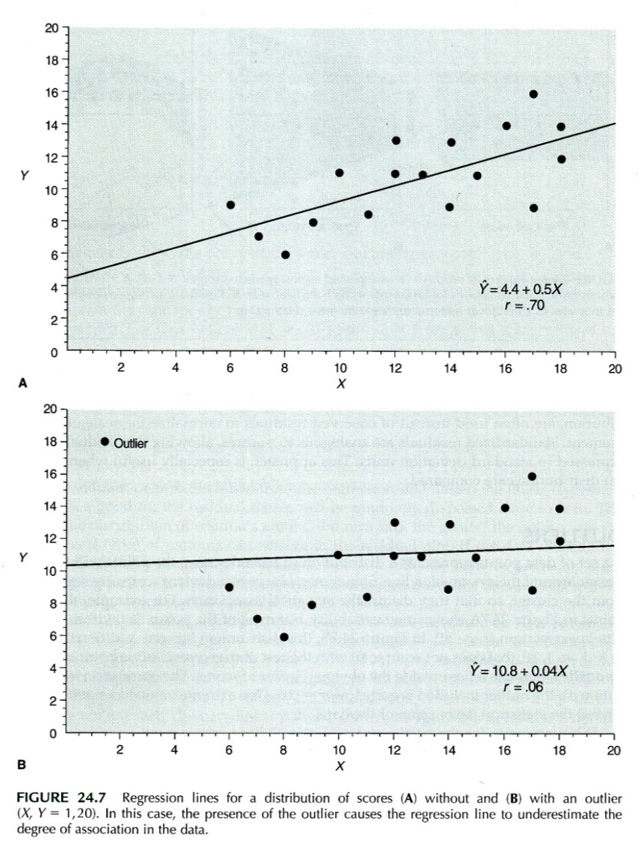 20
18
16
14
12
Y
10
8
6
4
Ŷ = 4.4 + 0.5X
r = .70
2
0
2 4 6 8 10 12 14 16 18 20
A
X
20
18
Outlier
16
14
12
Y
10
8
6
4
Ŷ = 10.8 + 0.04X
r = .06
2
0
2 4 6 8 10 12 14 16 18 20
B
X
FIGURE 24.7 Regression lines for a distribution of scores (A) without and (B) with an outlier
(X, Y = 1,20). In this case, the presence of the outlier causes the regression line to underestimate the
degree of association in the data.